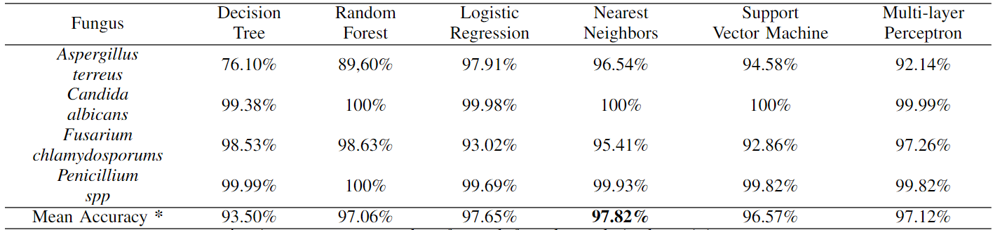 Fungus Decision Tree Random Forest Logistic Regression Nearest Neighbors Support Vector Machine Multi-layer Perceptron
Aspergillus terreus 76.10% 89,60% 97.91% 96.54% 94.58% 92.14%
Candida albicans 99.38% 100% 99.98% 100% 100% 99.99%
Fusarium chlamydosporums 98.53% 98.63% 93.02% 95.41% 92.86% 97.26%
Penicillium spp 99.99% 100% 99.69% 99.93% 99.82% 99.82%
Mean Accuracy * 93.50% 97.06% 97.65% 97.82% 96.57% 97.12%